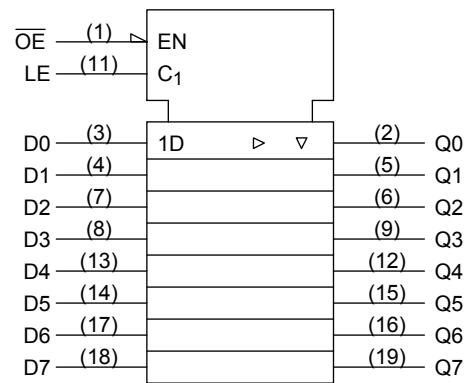 O̅E̅ (1) EN
LE (11) C₁
D0 (3) 1D (2) Q0
D1 (4) (5) Q1
D2 (7) (6) Q2
D3 (8) (9) Q3
D4 (13) (12) Q4
D5 (14) (15) Q5
D6 (17) (16) Q6
D7 (18) (19) Q7